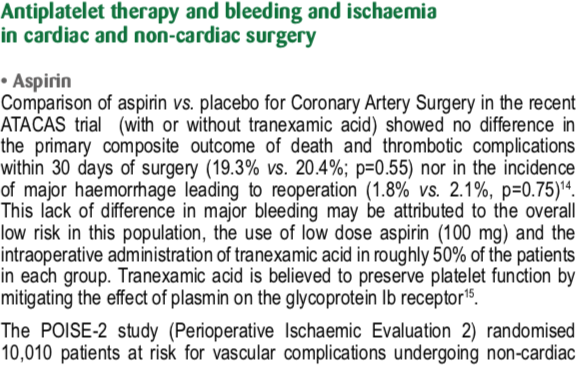 Antiplatelet therapy and bleeding and ischaemia
in cardiac and non-cardiac surgery
• Aspirin
Comparison of aspirin vs. placebo for Coronary Artery Surgery in the recent
ATACAS trial (with or without tranexamic acid) showed no difference in
the primary composite outcome of death and thrombotic complications
within 30 days of surgery (19.3% vs. 20.4%; p=0.55) nor in the incidence
of major haemorrhage leading to reoperation (1.8% vs. 2.1%, p=0.75)¹⁴.
This lack of difference in major bleeding may be attributed to the overall
low risk in this population, the use of low dose aspirin (100 mg) and the
intraoperative administration of tranexamic acid in roughly 50% of the patients
in each group. Tranexamic acid is believed to preserve platelet function by
mitigating the effect of plasmin on the glycoprotein Ib receptor¹⁵.
The POISE-2 study (Perioperative Ischaemic Evaluation 2) randomised
10,010 patients at risk for vascular complications undergoing non-cardiac